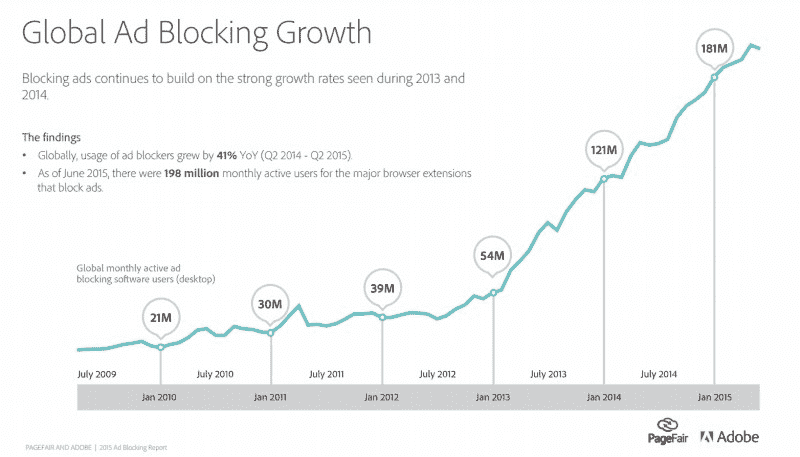 Global Ad Blocking Growth
Blocking ads continues to build on the strong growth rates seen during 2013 and
2014.
The findings
• Globally, usage of ad blockers grew by 41% YoY (Q2 2014 - Q2 2015).
• As of June 2015, there were 198 million monthly active users for the major browser extensions
that block ads.
Global monthly active ad
blocking software users (desktop)
21M
30M
39M
54M
121M
181M
July 2009
July 2010
July 2011
July 2012
July 2013
July 2014
Jan 2010
Jan 2011
Jan 2012
Jan 2013
Jan 2014
Jan 2015
PAGEFAIR AND ADOBE | 2015 Ad Blocking Report
PageFair
Adobe